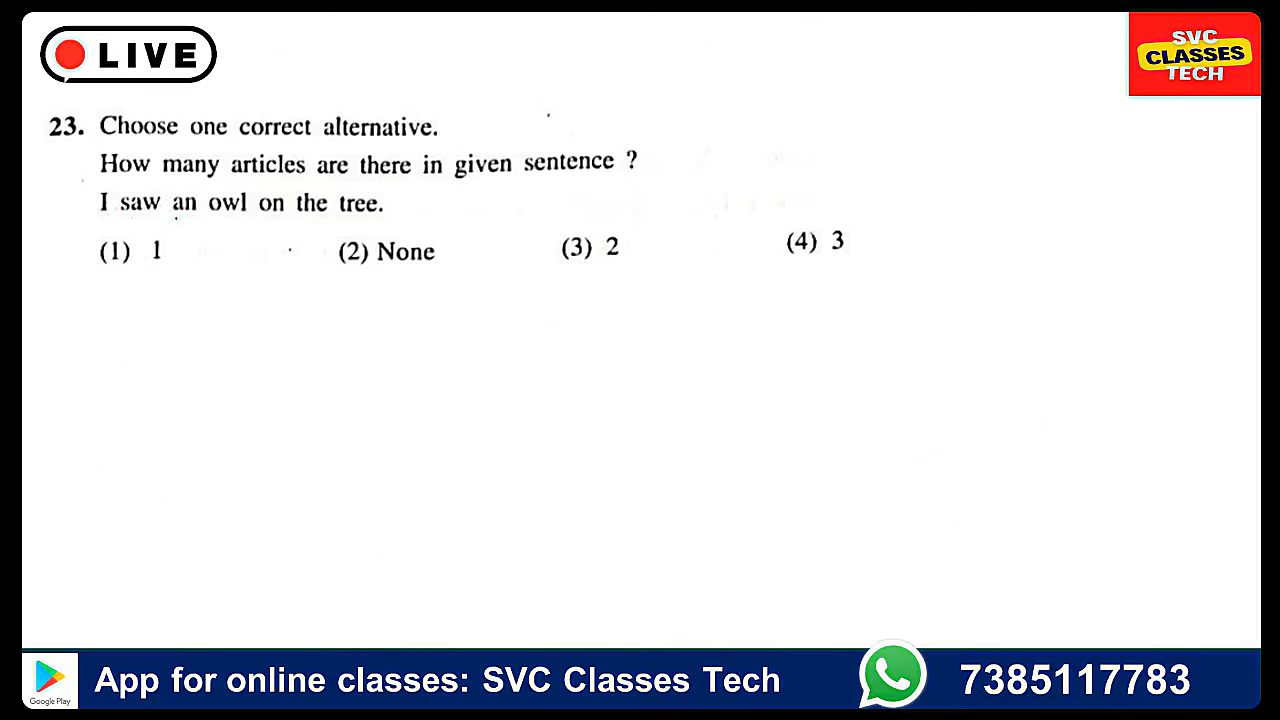 LIVE
SVC
CLASSES
TECH
23. Choose one correct alternative.
How many articles are there in given sentence ?
I saw an owl on the tree.
(1) 1 (2) None (3) 2 (4) 3
App for online classes: SVC Classes Tech
7385117783
Google Play